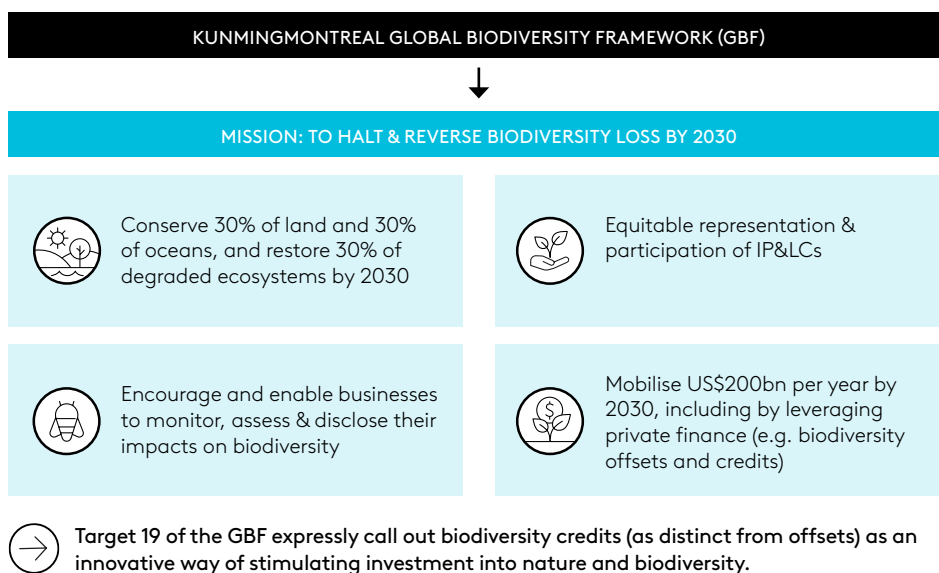 KUNMINGMONTREAL GLOBAL BIODIVERSITY FRAMEWORK (GBF)
MISSION: TO HALT & REVERSE BIODIVERSITY LOSS BY 2030
Conserve 30% of land and 30%
of oceans, and restore 30% of
degraded ecosystems by 2030
Equitable representation &
participation of IP&LCs
Encourage and enable businesses
to monitor, assess & disclose their
impacts on biodiversity
Mobilise US$200bn per year by
2030, including by leveraging
private finance (e.g. biodiversity
offsets and credits)
Target 19 of the GBF expressly call out biodiversity credits (as distinct from offsets) as an
innovative way of stimulating investment into nature and biodiversity.